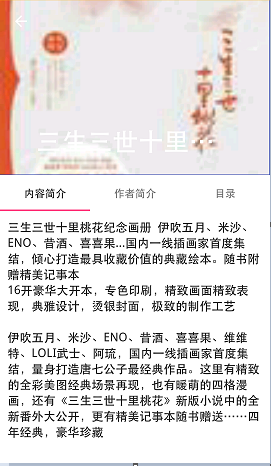 三生三世十里…
内容简介 作者简介 目录
三生三世十里桃花纪念画册 伊吹五月、米沙、
ENO、昔酒、喜喜果...国内一线插画家首度集
结，倾心打造最具收藏价值的典藏绘本。随书附
赠精美记事本
16开豪华大开本，专色印刷，精致画面精致表
现，典雅设计，烫银封面，极致的制作工艺
伊吹五月、米沙、ENO、昔酒、喜喜果、维维
特、LOLI武士、阿琉，国内一线插画家首度集
结，量身打造唐七公子最经典作品。这里有精致
的全彩美图经典场景再现，也有暖萌的四格漫
画，还有《三生三世十里桃花》新版小说中的全
新番外大公开，更有精美记事本随书赠送……四
年经典，豪华珍藏